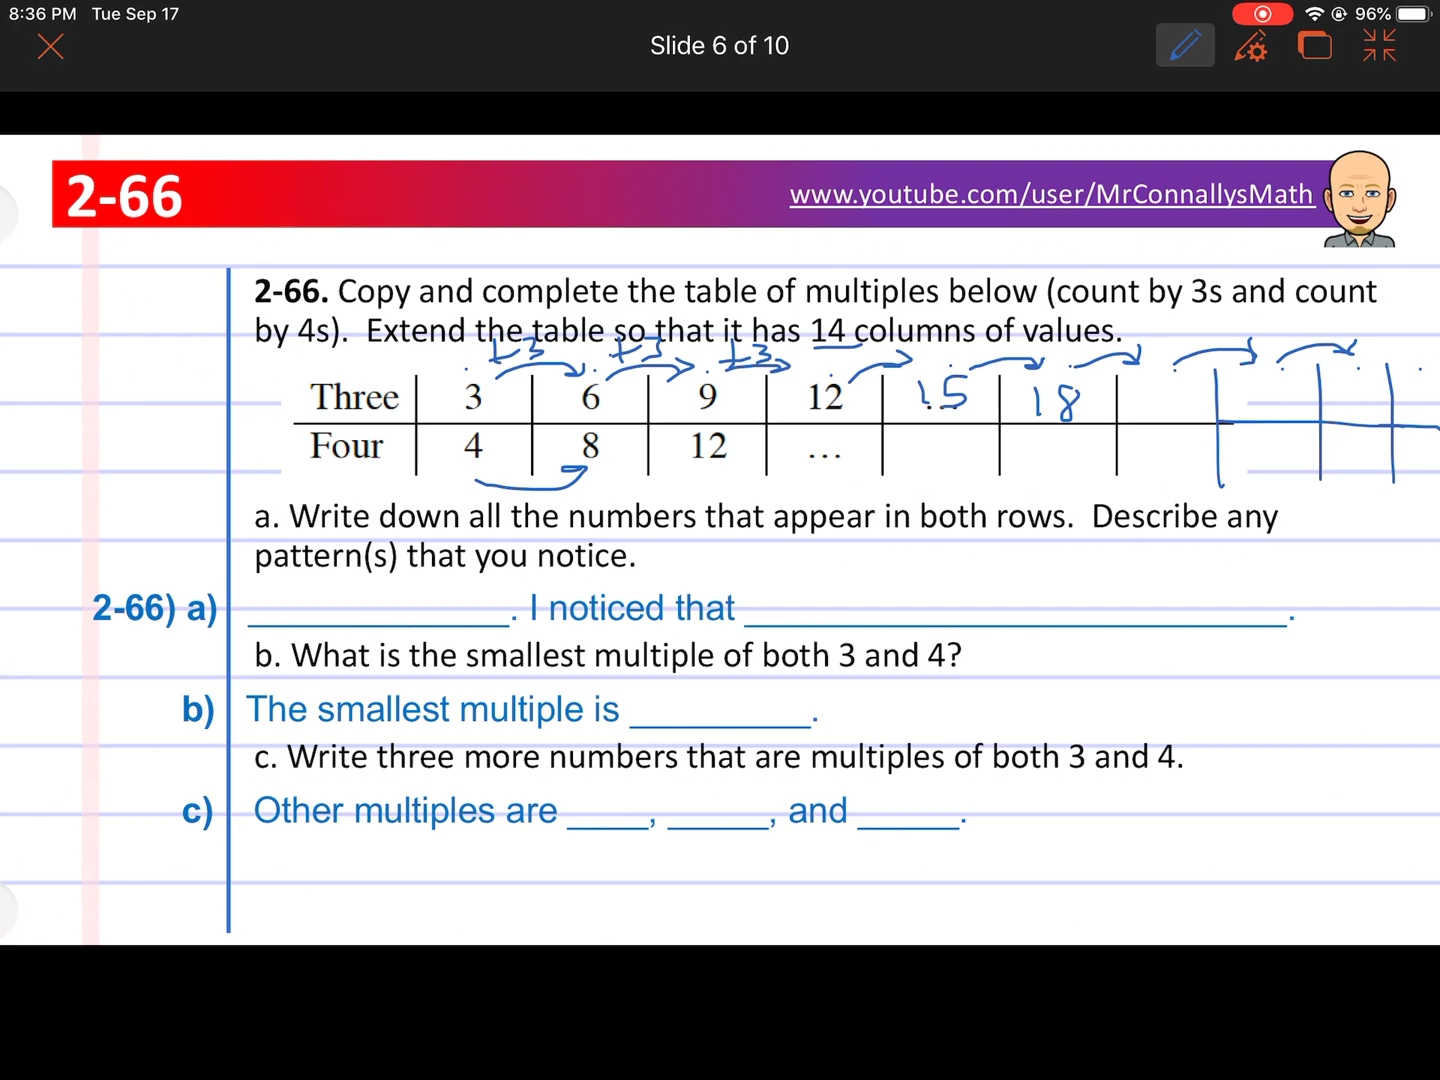 8:36 PM Tue Sep 17 96%
Slide 6 of 10
2-66 www.youtube.com/user/MrConnallysMath
2-66. Copy and complete the table of multiples below (count by 3s and count
by 4s). Extend the table so that it has 14 columns of values.
+3 +3 +3
Three 3 6 9 12 15 18
Four 4 8 12 ...
a. Write down all the numbers that appear in both rows. Describe any
pattern(s) that you notice.
2-66) a) ______________. I noticed that _____________________________.
b. What is the smallest multiple of both 3 and 4?
b) The smallest multiple is _________.
c. Write three more numbers that are multiples of both 3 and 4.
c) Other multiples are ____, _____, and _____.